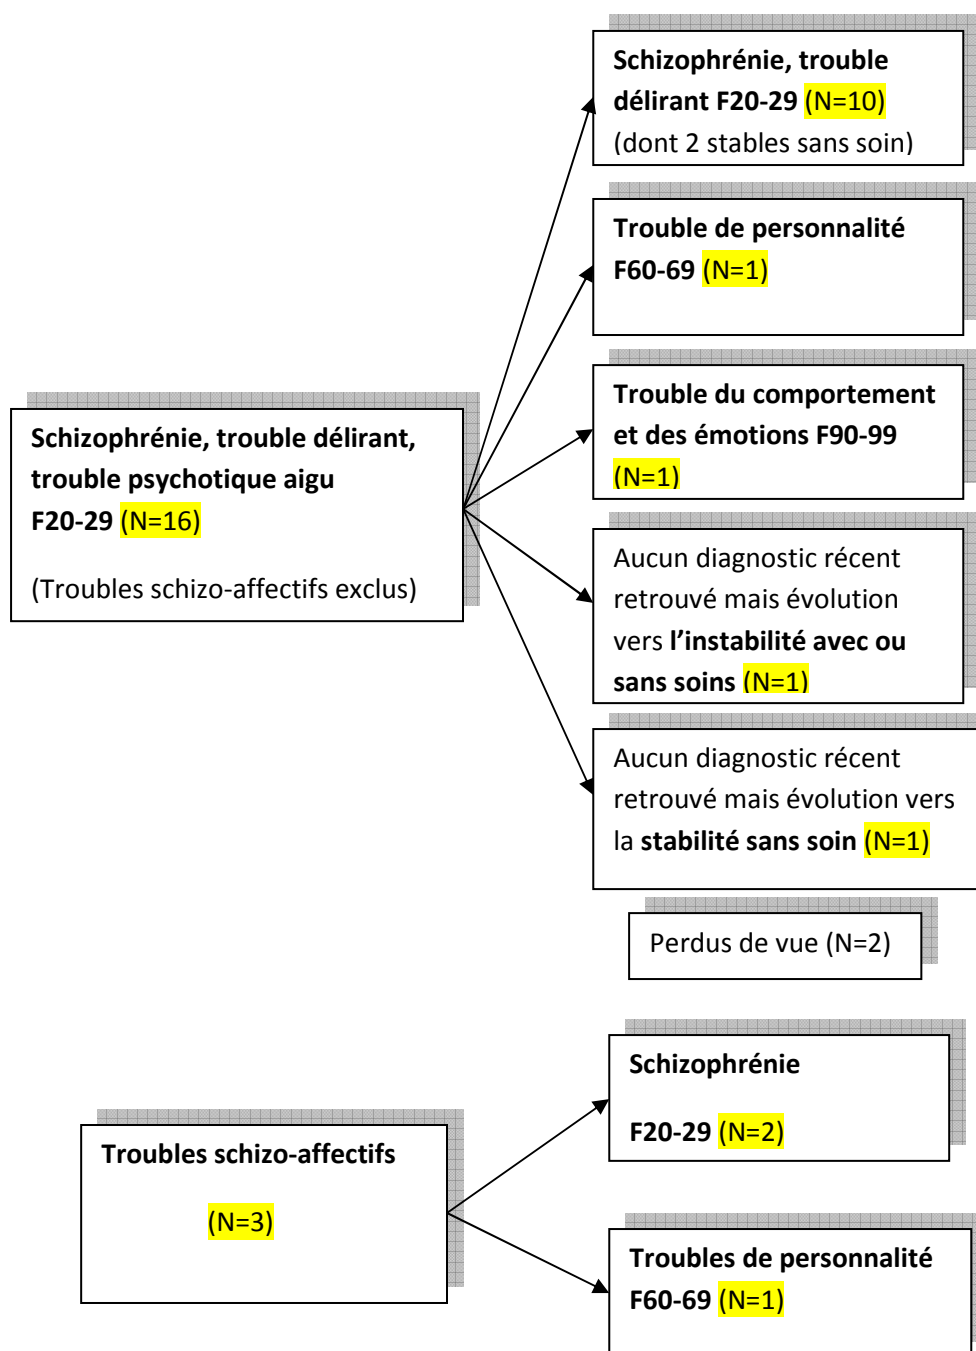 Schizophrénie, trouble
délirant F20-29 (N=10)
(dont 2 stables sans soin)
Trouble de personnalité
F60-69 (N=1)
Trouble du comportement
et des émotions F90-99
(N=1)
Schizophrénie, trouble délirant,
trouble psychotique aigu
F20-29 (N=16)
(Troubles schizo-affectifs exclus)
Aucun diagnostic récent
retrouvé mais évolution
vers l’instabilité avec ou
sans soins (N=1)
Aucun diagnostic récent
retrouvé mais évolution vers
la stabilité sans soin (N=1)
Perdus de vue (N=2)
Schizophrénie
F20-29 (N=2)
Troubles schizo-affectifs
(N=3)
Troubles de personnalité
F60-69 (N=1)